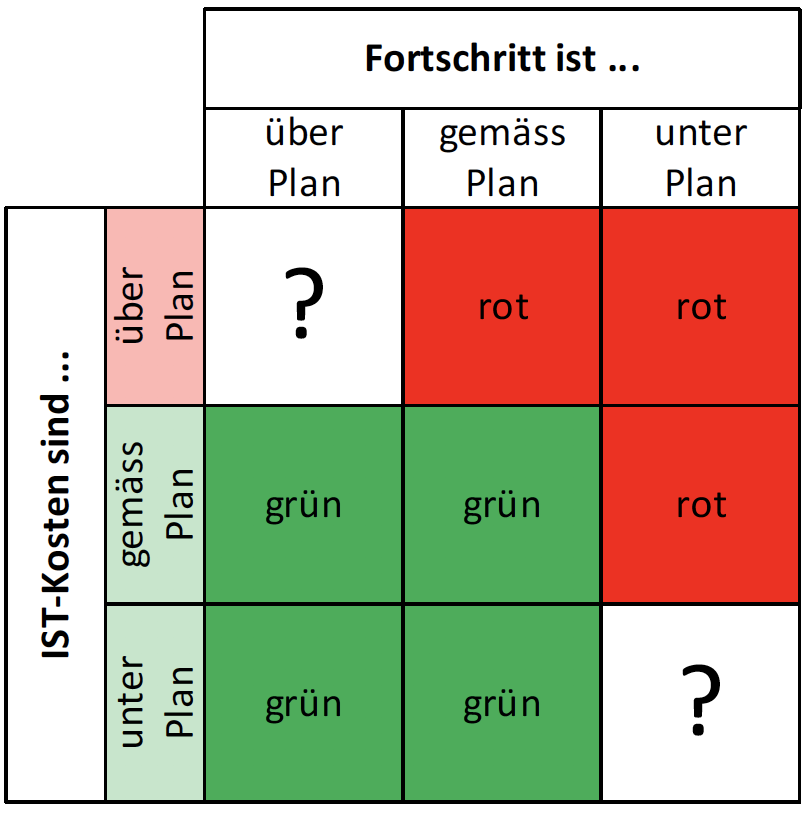 Fortschritt ist ...
über
Plan
gemäss
Plan
unter
Plan
IST-Kosten sind ...
über
Plan
?
rot
rot
gemäss
Plan
grün
grün
rot
unter
Plan
grün
grün
?